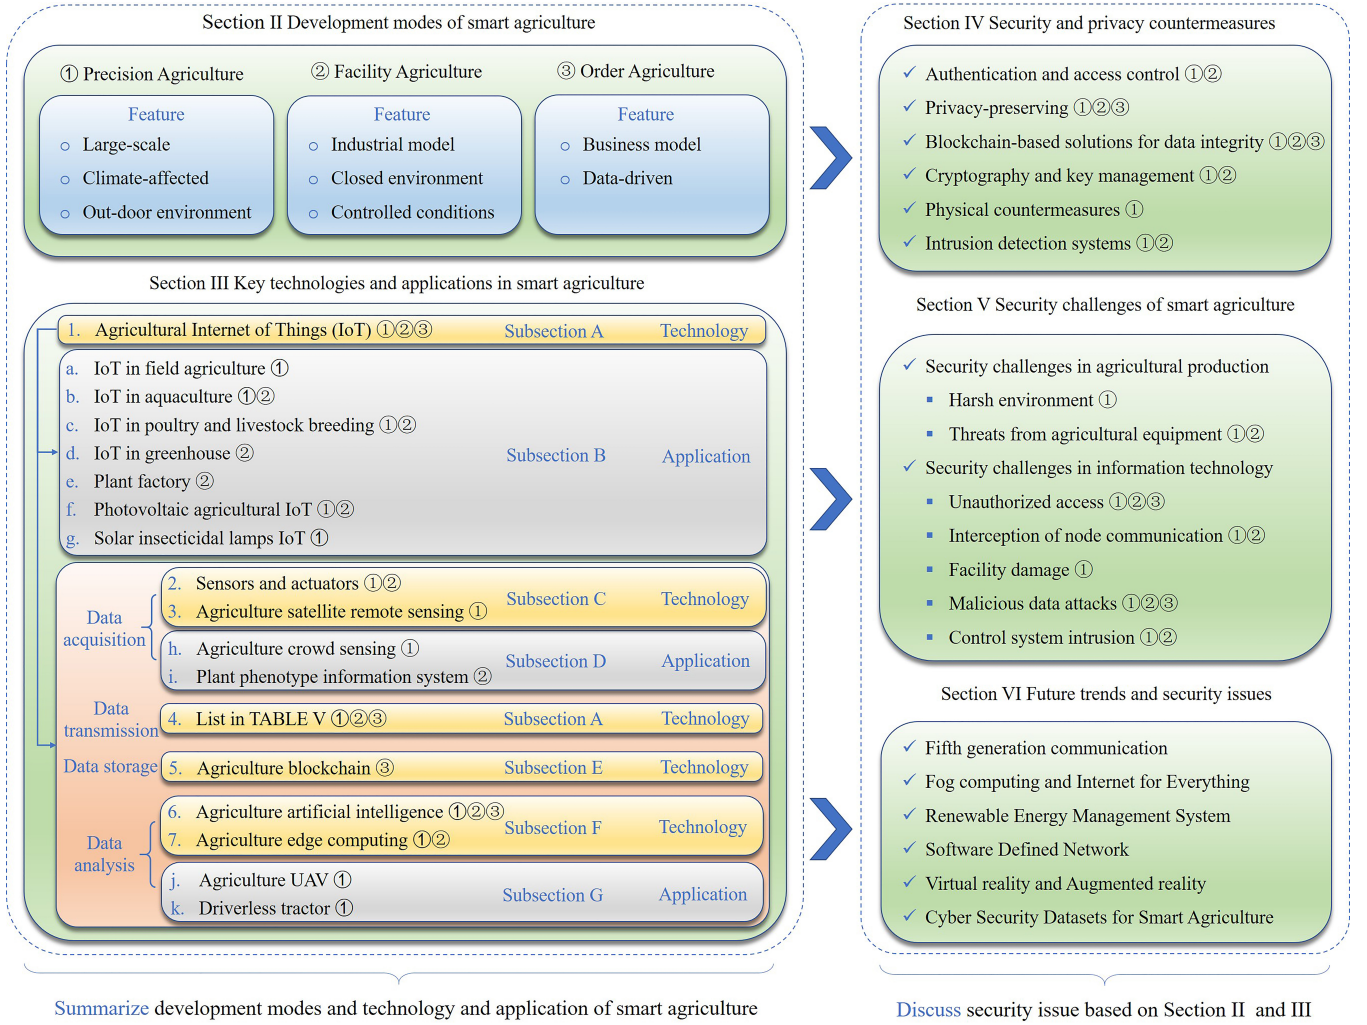 Section II Development modes of smart agriculture
① Precision Agriculture
Feature
Large-scale
Climate-affected
Out-door environment
② Facility Agriculture
Feature
Industrial model
Closed environment
Controlled conditions
③ Order Agriculture
Feature
Business model
Data-driven
Section III Key technologies and applications in smart agriculture
1. Agricultural Internet of Things (IoT) ①②③ Subsection A Technology
a. IoT in field agriculture ①
b. IoT in aquaculture ①②
c. IoT in poultry and livestock breeding ①②
d. IoT in greenhouse ②
e. Plant factory ②
f. Photovoltaic agricultural IoT ①②
g. Solar insecticidal lamps IoT ①
Subsection B Application
Data
acquisition
2. Sensors and actuators ①②
3. Agriculture satellite remote sensing ①
Subsection C Technology
h. Agriculture crowd sensing ①
i. Plant phenotype information system ②
Subsection D Application
Data
transmission
4. List in TABLE V ①②③ Subsection A Technology
Data storage
5. Agriculture blockchain ③ Subsection E Technology
Data
analysis
6. Agriculture artificial intelligence ①②③
7. Agriculture edge computing ①②
Subsection F Technology
j. Agriculture UAV ①
k. Driverless tractor ①
Subsection G Application
Summarize development modes and technology and application of smart agriculture
Section IV Security and privacy countermeasures
✓ Authentication and access control ①②
✓ Privacy-preserving ①②③
✓ Blockchain-based solutions for data integrity ①②③
✓ Cryptography and key management ①②
✓ Physical countermeasures ①
✓ Intrusion detection systems ①②
Section V Security challenges of smart agriculture
✓ Security challenges in agricultural production
▪ Harsh environment ①
▪ Threats from agricultural equipment ①②
✓ Security challenges in information technology
▪ Unauthorized access ①②③
▪ Interception of node communication ①②
▪ Facility damage ①
▪ Malicious data attacks ①②③
▪ Control system intrusion ①②
Section VI Future trends and security issues
✓ Fifth generation communication
✓ Fog computing and Internet for Everything
✓ Renewable Energy Management System
✓ Software Defined Network
✓ Virtual reality and Augmented reality
✓ Cyber Security Datasets for Smart Agriculture
Discuss security issue based on Section II and III